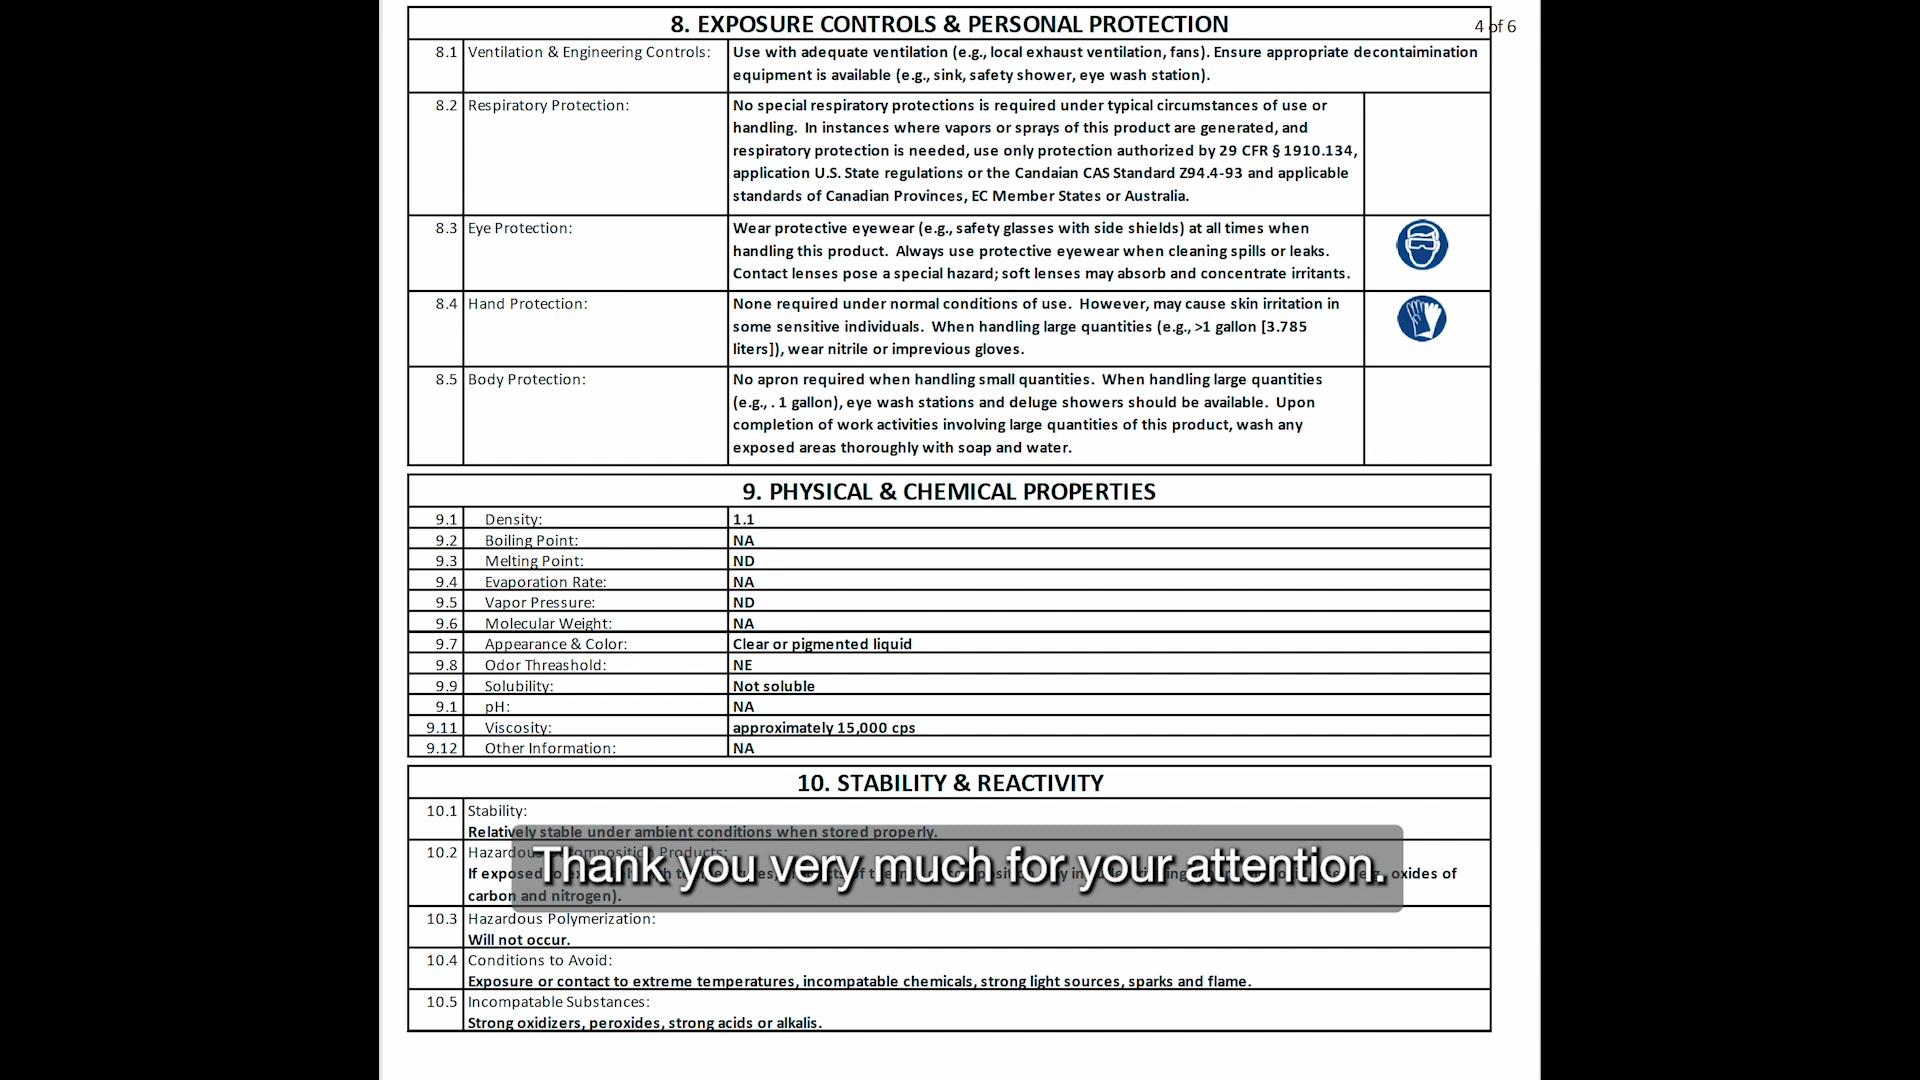 8. EXPOSURE CONTROLS & PERSONAL PROTECTION
4 of 6
8.1 Ventilation & Engineering Controls: Use with adequate ventilation (e.g., local exhaust ventilation, fans). Ensure appropriate decontaimination
equipment is available (e.g., sink, safety shower, eye wash station).
8.2 Respiratory Protection: No special respiratory protections is required under typical circumstances of use or
handling. In instances where vapors or sprays of this product are generated, and
respiratory protection is needed, use only protection authorized by 29 CFR § 1910.134,
application U.S. State regulations or the Candaian CAS Standard Z94.4-93 and applicable
standards of Canadian Provinces, EC Member States or Australia.
8.3 Eye Protection: Wear protective eyewear (e.g., safety glasses with side shields) at all times when
handling this product. Always use protective eyewear when cleaning spills or leaks.
Contact lenses pose a special hazard; soft lenses may absorb and concentrate irritants.
8.4 Hand Protection: None required under normal conditions of use. However, may cause skin irritation in
some sensitive individuals. When handling large quantities (e.g., >1 gallon [3.785
liters]), wear nitrile or imprevious gloves.
8.5 Body Protection: No apron required when handling small quantities. When handling large quantities
(e.g., . 1 gallon), eye wash stations and deluge showers should be available. Upon
completion of work activities involving large quantities of this product, wash any
exposed areas thoroughly with soap and water.
9. PHYSICAL & CHEMICAL PROPERTIES
9.1 Density: 1.1
9.2 Boiling Point: NA
9.3 Melting Point: ND
9.4 Evaporation Rate: NA
9.5 Vapor Pressure: ND
9.6 Molecular Weight: NA
9.7 Appearance & Color: Clear or pigmented liquid
9.8 Odor Threashold: NE
9.9 Solubility: Not soluble
9.1 pH: NA
9.11 Viscosity: approximately 15,000 cps
9.12 Other Information: NA
10. STABILITY & REACTIVITY
10.1 Stability:
Relatively stable under ambient conditions when stored properly.
10.2 Hazardous Decomposition Products:
If exposed oxides of
carbon and nitrogen).
Thank you very much for your attention.
10.3 Hazardous Polymerization:
Will not occur.
10.4 Conditions to Avoid:
Exposure or contact to extreme temperatures, incompatable chemicals, strong light sources, sparks and flame.
10.5 Incompatable Substances:
Strong oxidizers, peroxides, strong acids or alkalis.